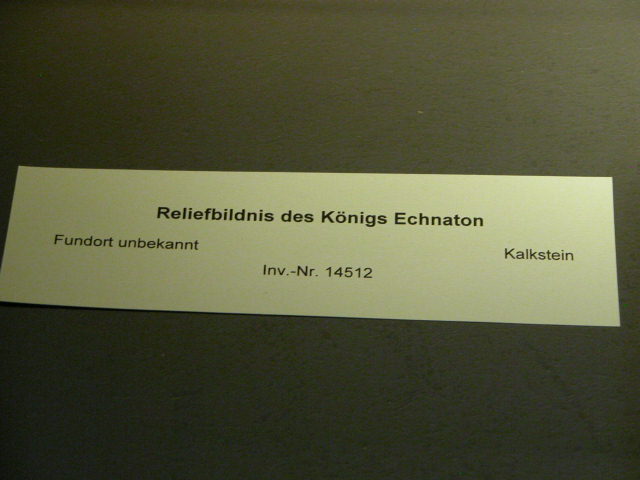 Reliefbildnis des Königs Echnaton
Fundort unbekannt Kalkstein
Inv.-Nr. 14512